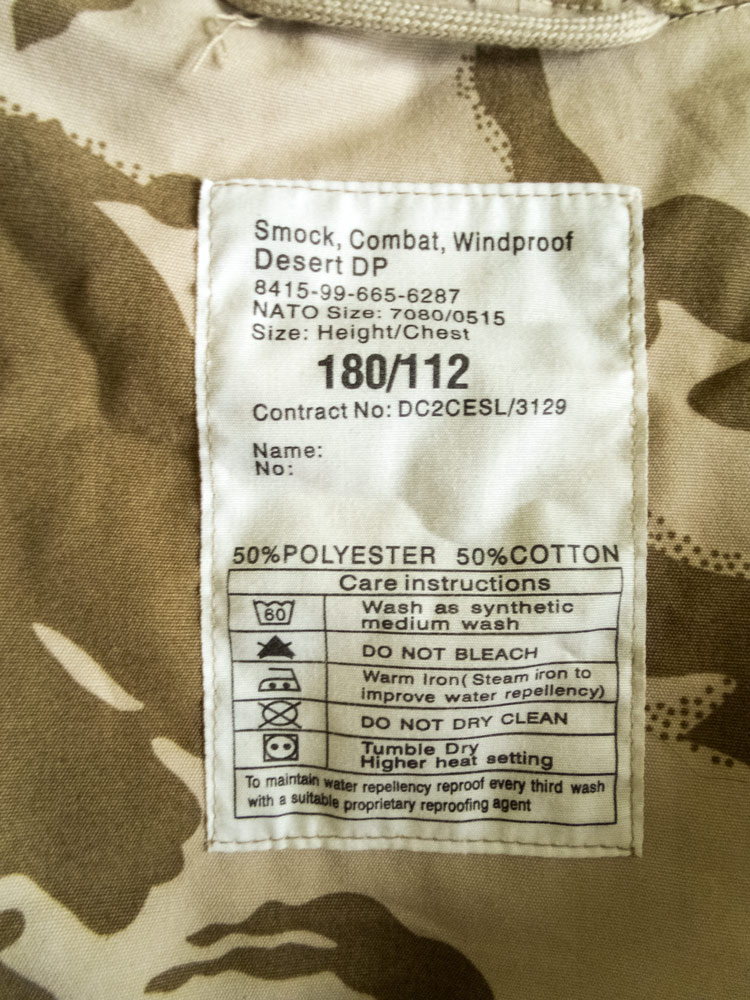 Smock, Combat, Windproof
Desert DP
8415-99-665-6287
NATO Size: 7080/0515
Size: Height/Chest
180/112
Contract No: DC2CESL/3129
Name:
No:
50%POLYESTER 50%COTTON
Care instructions
60
Wash as synthetic
medium wash
DO NOT BLEACH
Warm Iron( Steam iron to
improve water repellency)
DO NOT DRY CLEAN
Tumble Dry
Higher heat setting
To maintain water repellency reproof every third wash
with a suitable proprietary reproofing agent